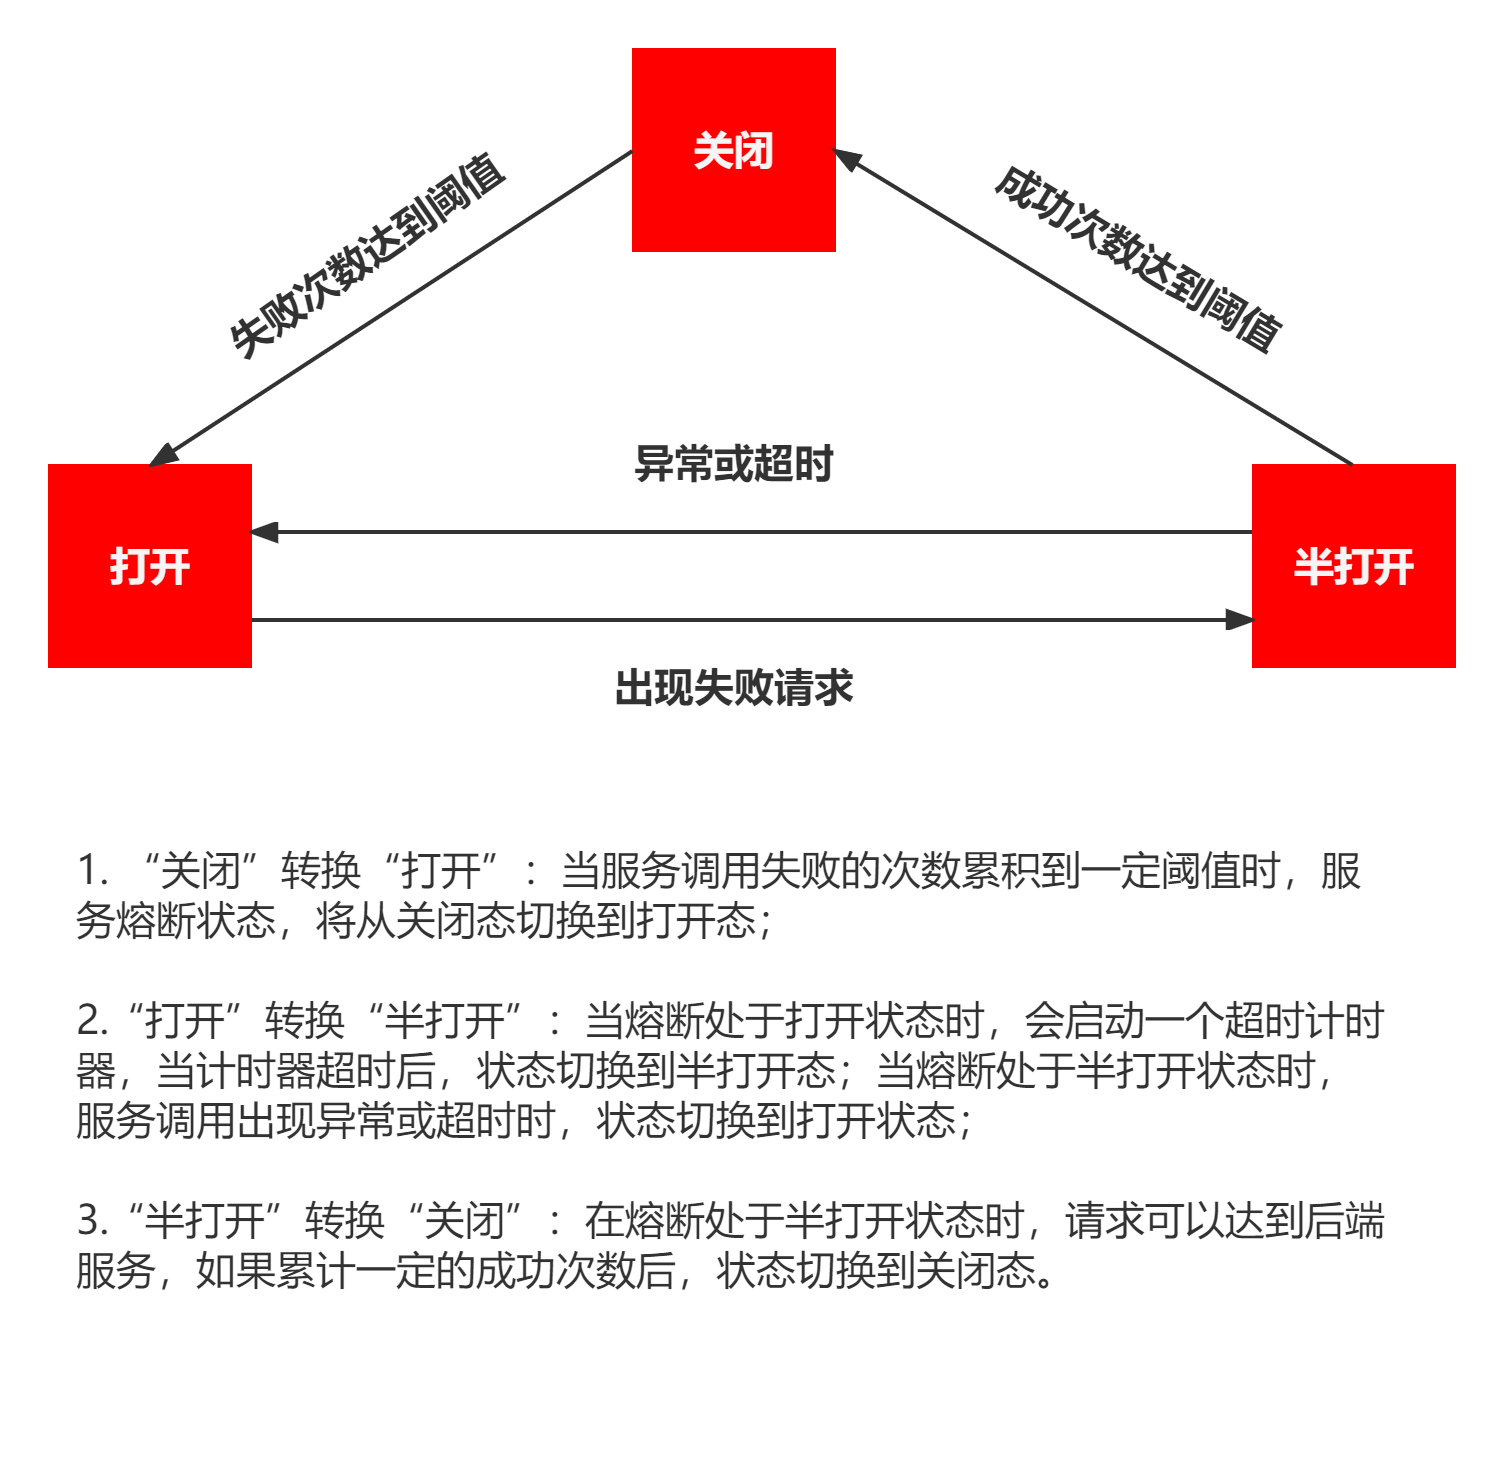 关闭
失败次数达到阈值
成功次数达到阈值
异常或超时
打开
半打开
出现失败请求
1. “关闭”转换“打开”：当服务调用失败的次数累积到一定阈值时，服
务熔断状态，将从关闭态切换到打开态；
2.“打开”转换“半打开”：当熔断处于打开状态时，会启动一个超时计时
器，当计时器超时后，状态切换到半打开态；当熔断处于半打开状态时，
服务调用出现异常或超时时，状态切换到打开状态；
3.“半打开”转换“关闭”：在熔断处于半打开状态时，请求可以达到后端
服务，如果累计一定的成功次数后，状态切换到关闭态。